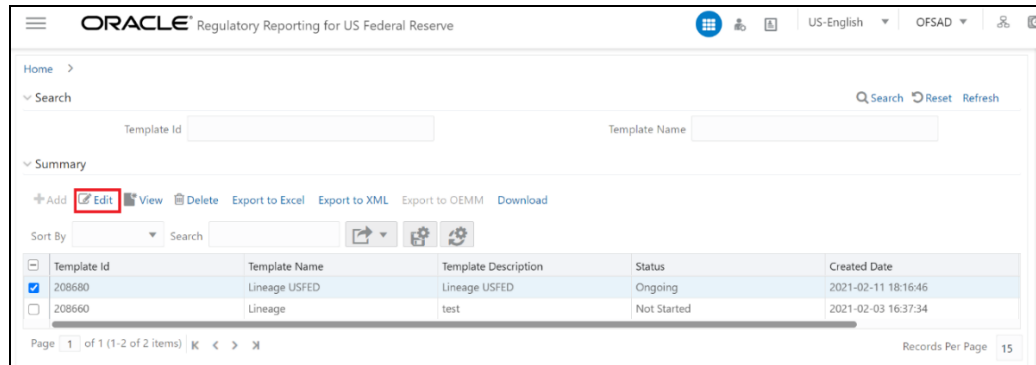 ORACLE® Regulatory Reporting for US Federal Reserve US-English OFSAD
Home >
Search Search Reset Refresh
Template Id Template Name
Summary
Add Edit View Delete Export to Excel Export to XML Export to OEMM Download
Sort By Search
Template Id Template Name Template Description Status Created Date
208680 Lineage USFED Lineage USFED Ongoing 2021-02-11 18:16:46
208660 Lineage test Not Started 2021-02-03 16:37:34
Page 1 of 1 (1-2 of 2 items) Records Per Page 15